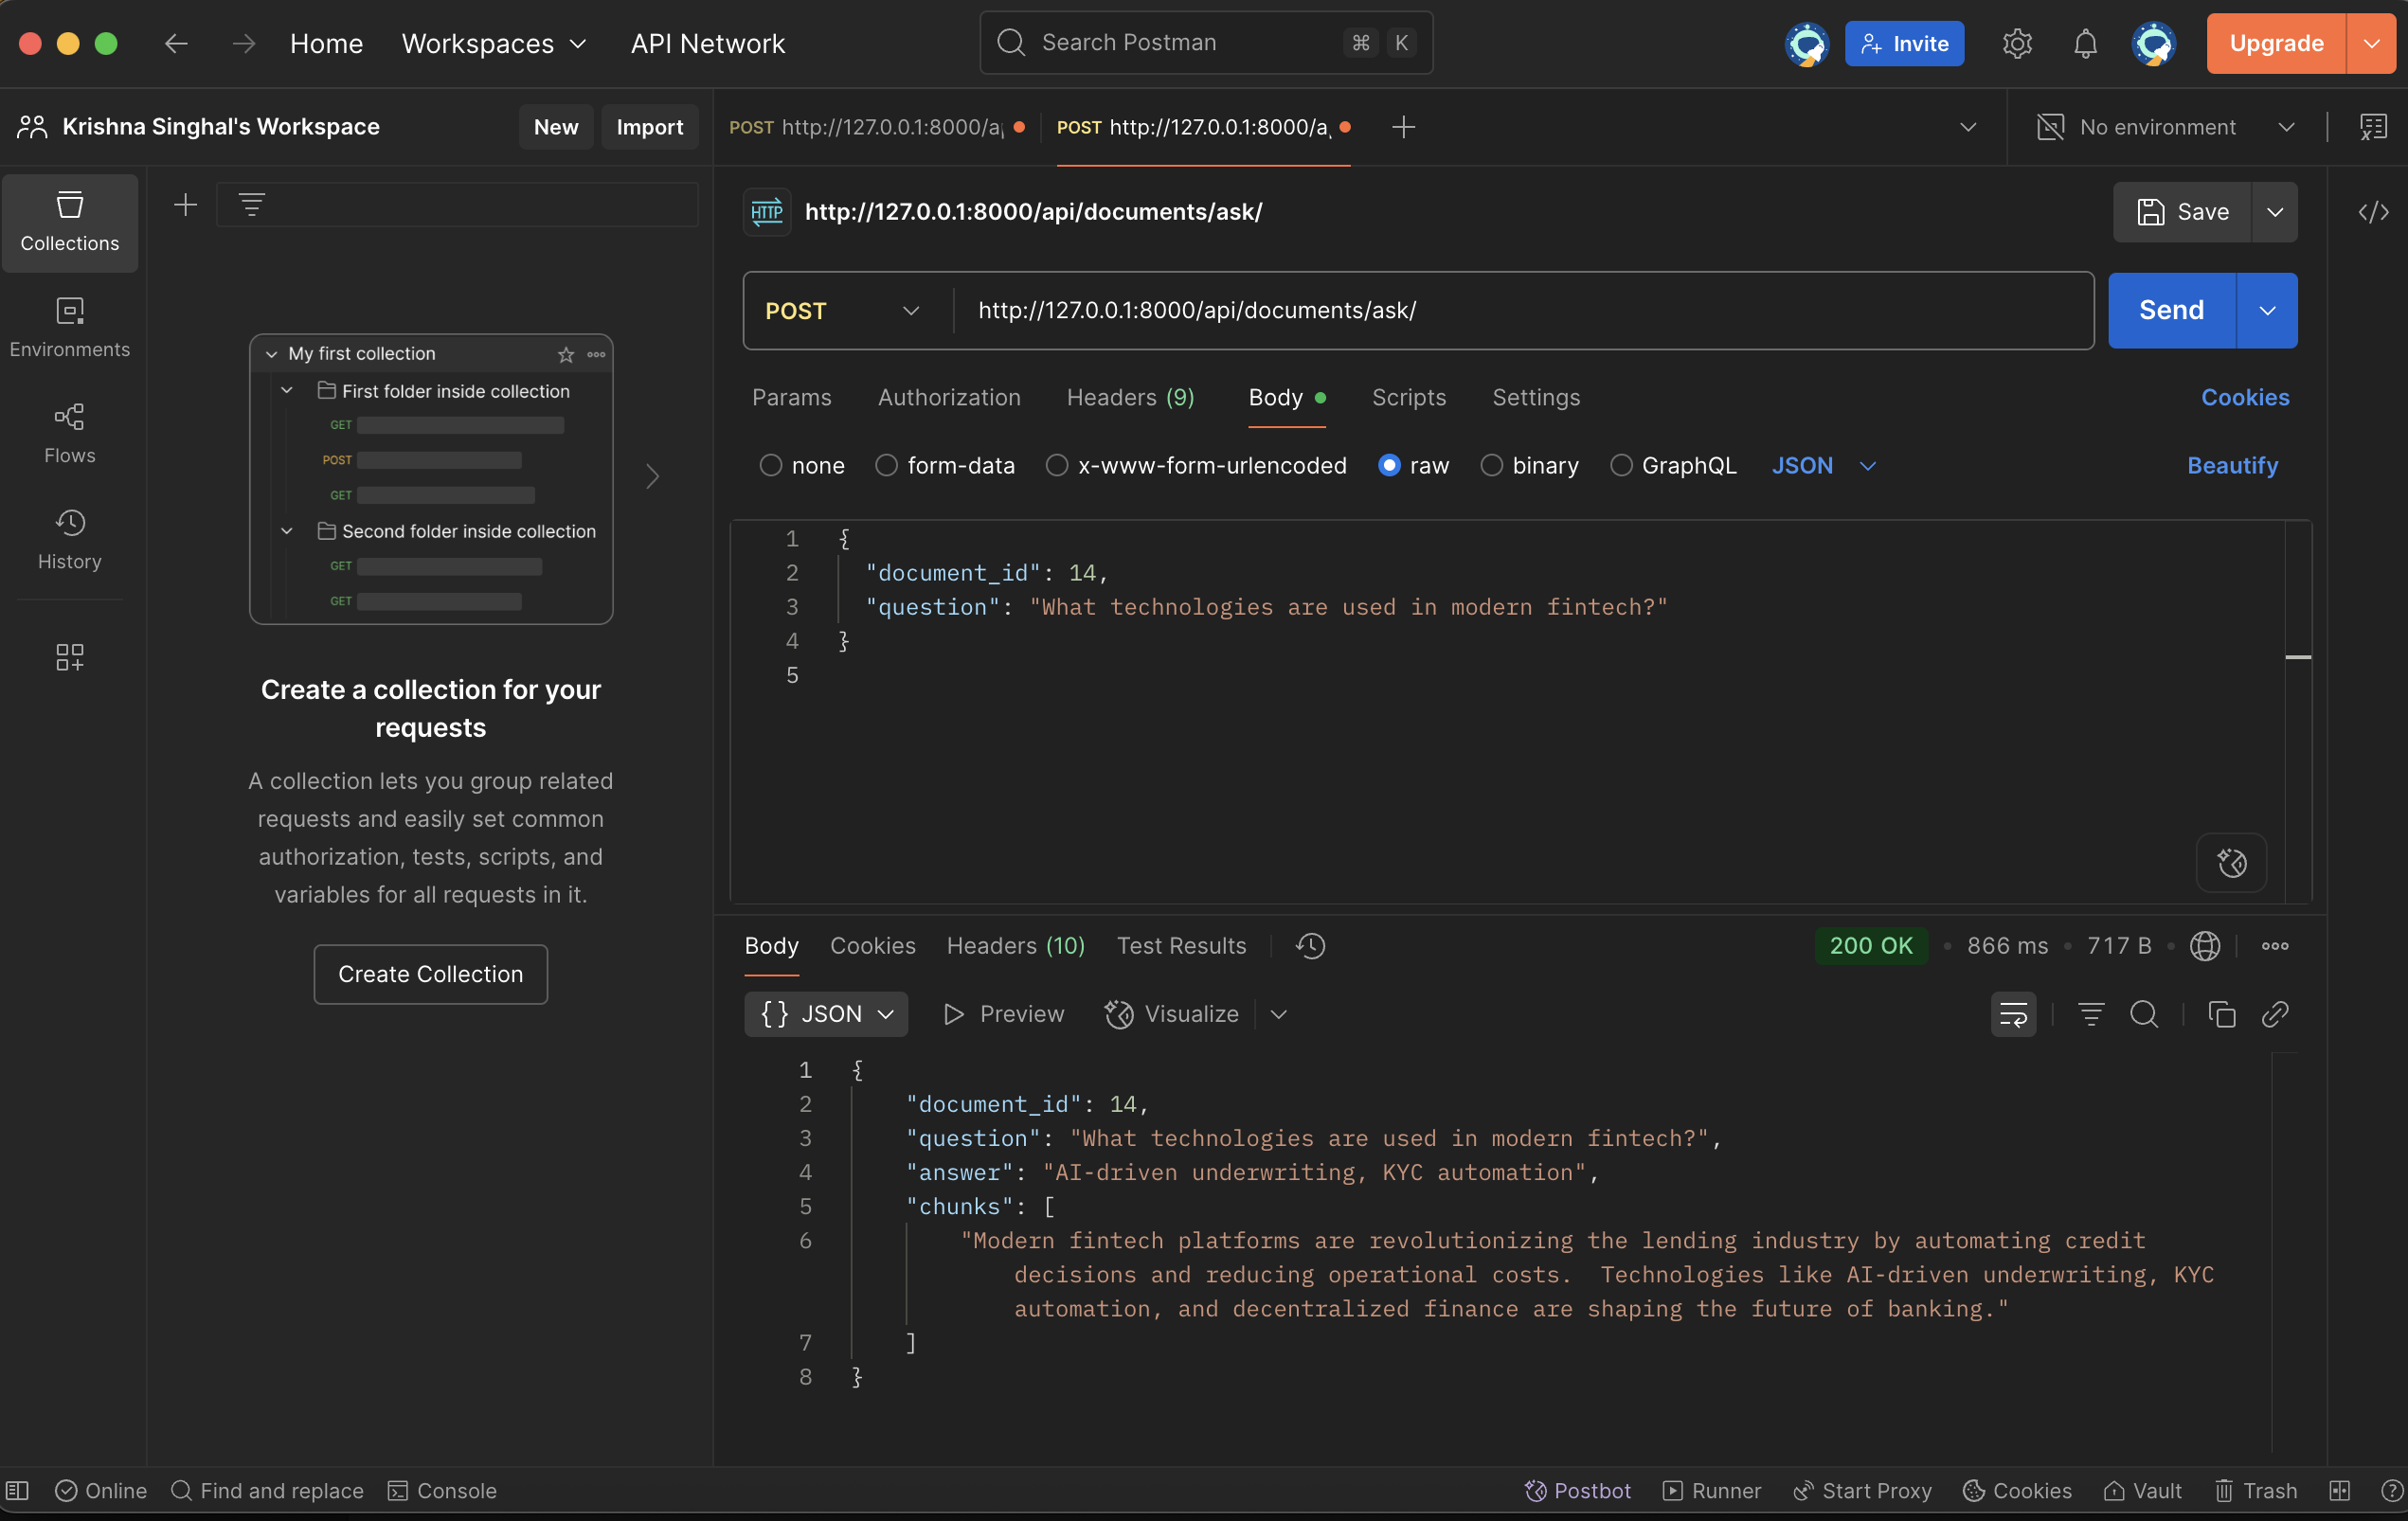 Home
Workspaces
API Network
Search Postman
⌘ K
Invite
Upgrade
Krishna Singhal's Workspace
New
Import
POST http://127.0.0.1:8000/a
POST http://127.0.0.1:8000/a
No environment
Collections
Environments
Flows
History
My first collection
First folder inside collection
GET
POST
GET
Second folder inside collection
GET
GET
Create a collection for your
requests
A collection lets you group related
requests and easily set common
authorization, tests, scripts, and
variables for all requests in it.
Create Collection
HTTP
http://127.0.0.1:8000/api/documents/ask/
Save
</>
POST
http://127.0.0.1:8000/api/documents/ask/
Send
Params
Authorization
Headers (9)
Body
Scripts
Settings
Cookies
none
form-data
x-www-form-urlencoded
raw
binary
GraphQL
JSON
Beautify
1 {
2 "document_id": 14,
3 "question": "What technologies are used in modern fintech?"
4 }
5
Body
Cookies
Headers (10)
Test Results
200 OK
866 ms
717 B
{} JSON
Preview
Visualize
1 {
2 "document_id": 14,
3 "question": "What technologies are used in modern fintech?",
4 "answer": "AI-driven underwriting, KYC automation",
5 "chunks": [
6 "Modern fintech platforms are revolutionizing the lending industry by automating credit
decisions and reducing operational costs.  Technologies like AI-driven underwriting, KYC
automation, and decentralized finance are shaping the future of banking."
7 ]
8 }
Online
Find and replace
Console
Postbot
Runner
Start Proxy
Cookies
Vault
Trash